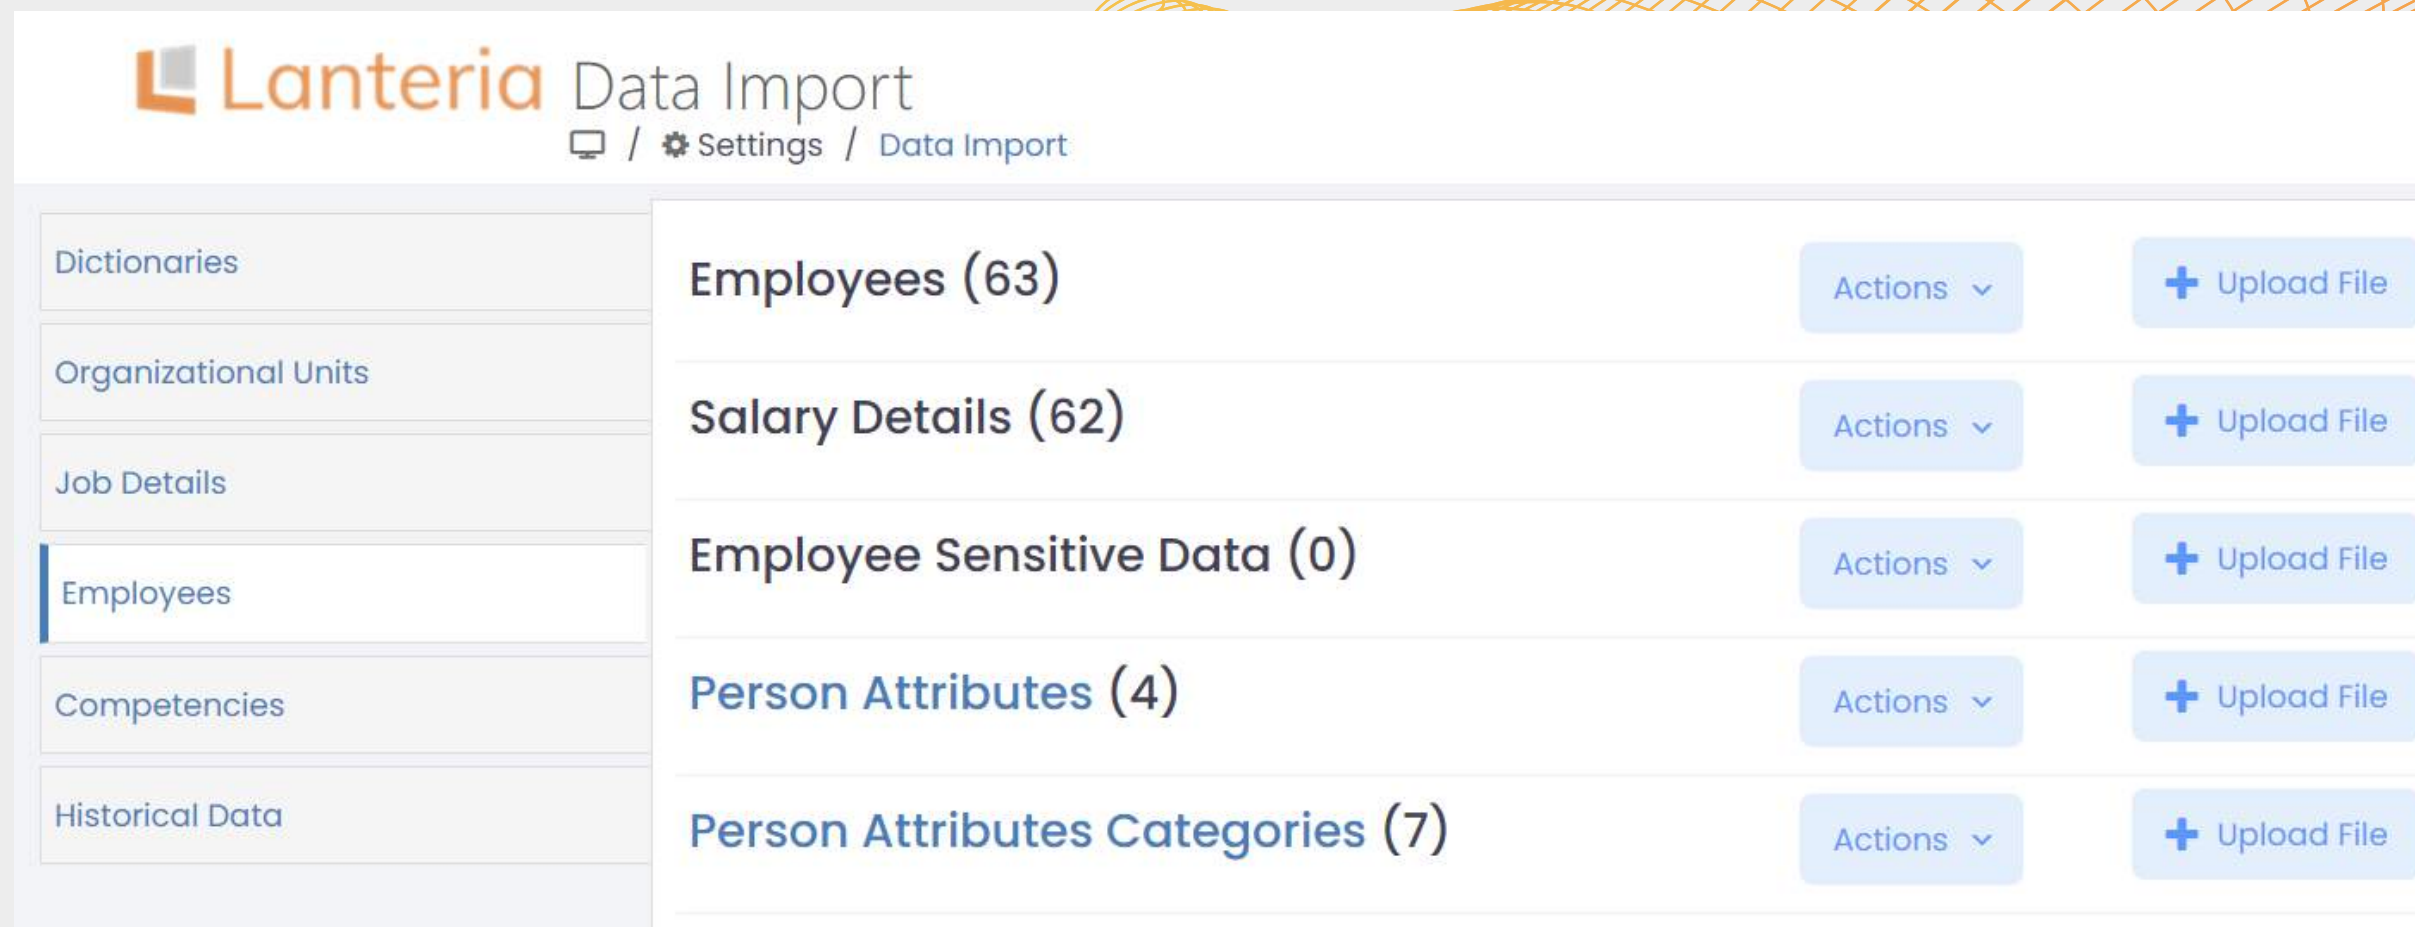 Lanteria Data Import
/ Settings / Data Import
Dictionaries
Organizational Units
Job Details
Employees
Competencies
Historical Data
Employees (63) Actions + Upload File
Salary Details (62) Actions + Upload File
Employee Sensitive Data (0) Actions + Upload File
Person Attributes (4) Actions + Upload File
Person Attributes Categories (7) Actions + Upload File